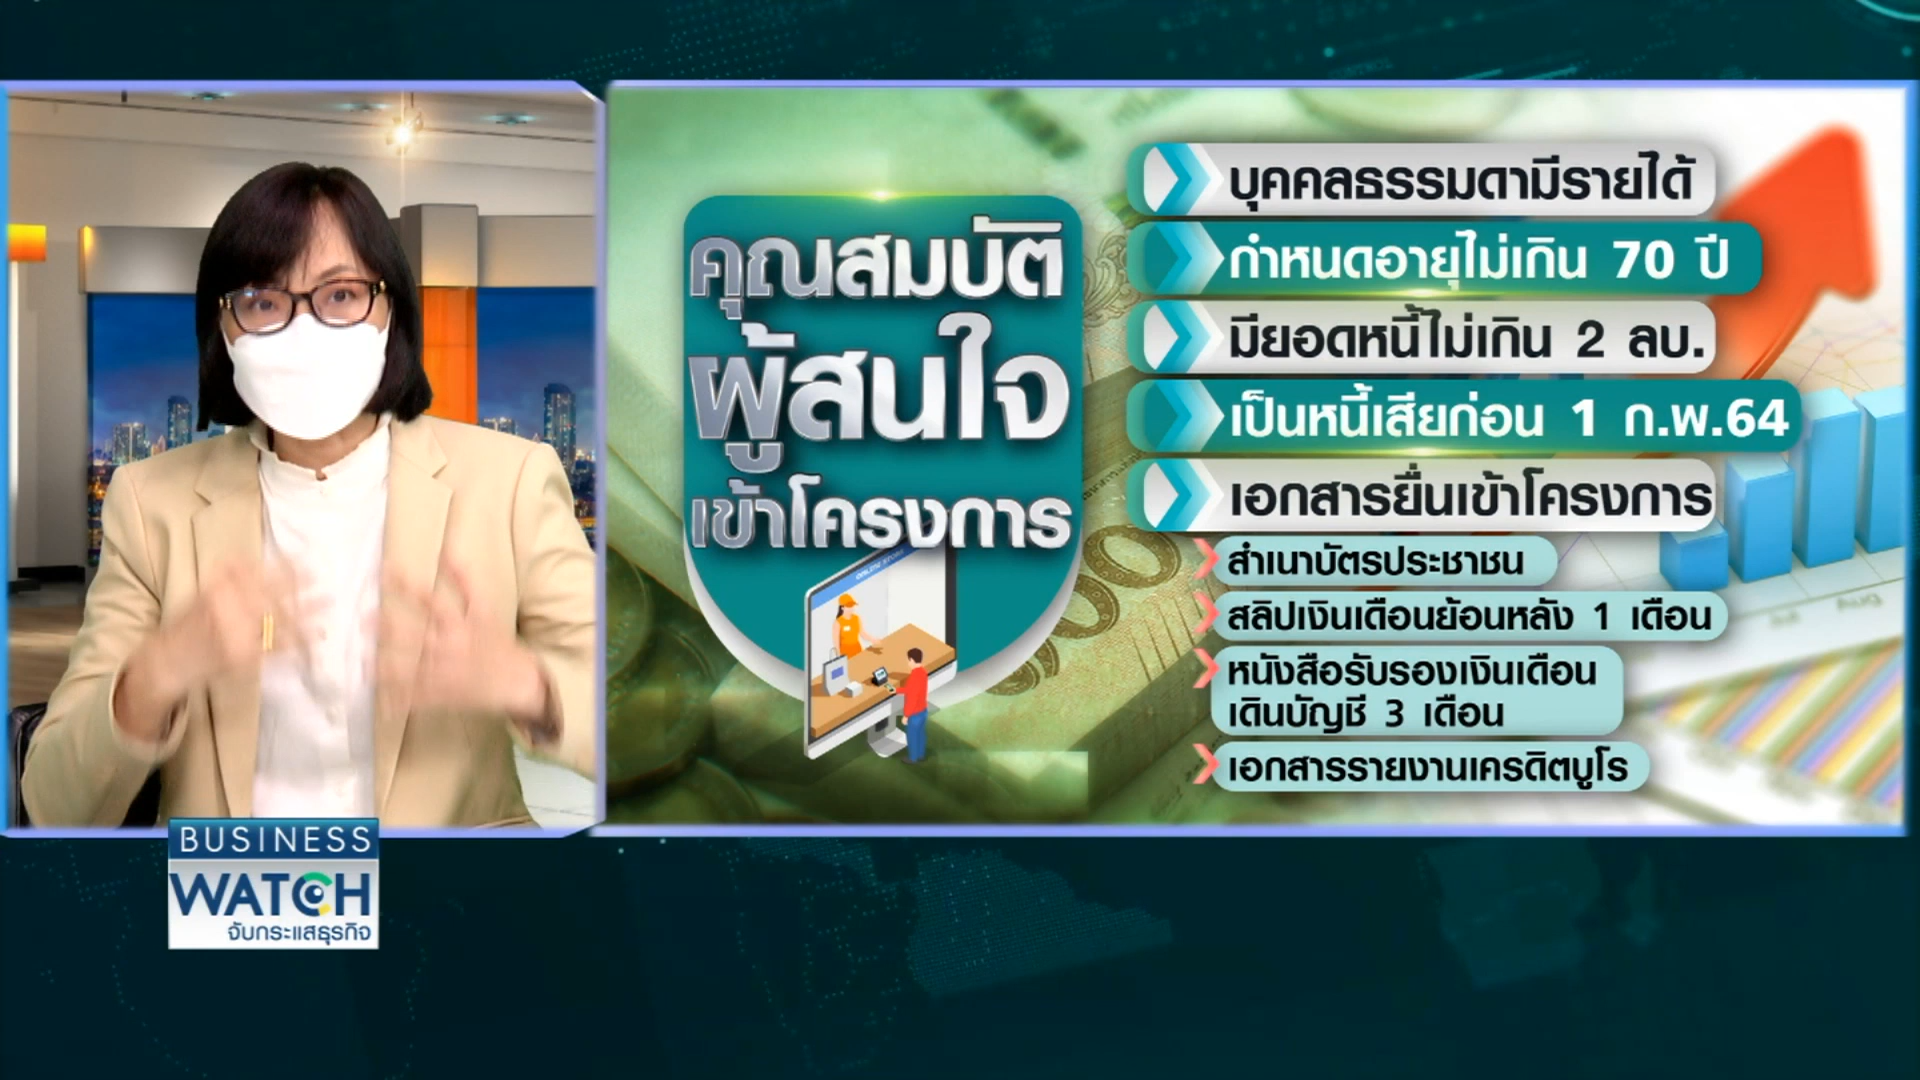 คุณสมบัติ
ผู้สนใจ
เข้าโครงการ
ONLINE STORE
บุคคลธรรมดามีรายได้
กำหนดอายุไม่เกิน 70 ปี
มียอดหนี้ไม่เกิน 2 ลบ.
เป็นหนี้เสียก่อน 1 ก.พ.64
เอกสารยื่นเข้าโครงการ
สำเนาบัตรประชาชน
สลิปเงินเดือนย้อนหลัง 1 เดือน
หนังสือรับรองเงินเดือน
เดินบัญชี 3 เดือน
เอกสารรายงานเครดิตบูโร
BUSINESS
WATCH
จับกระแสธุรกิจ